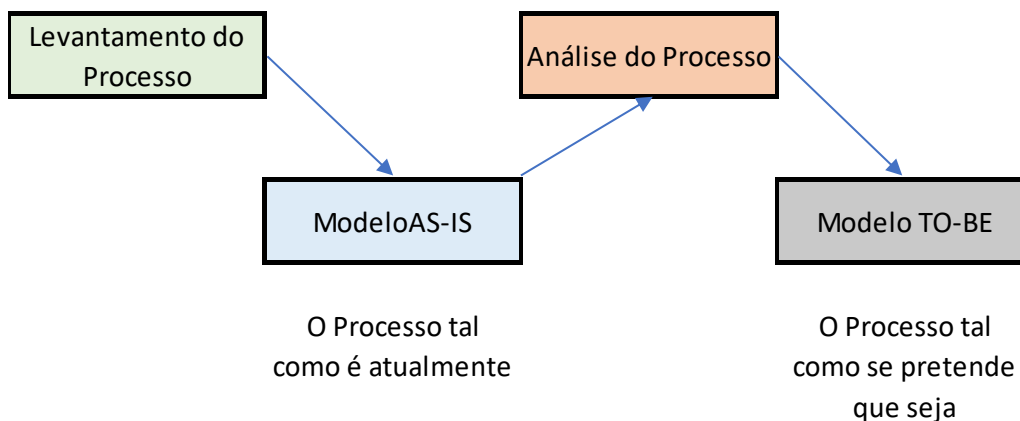 Levantamento do
Processo
Análise do Processo
ModeloAS-IS
Modelo TO-BE
O Processo tal
como é atualmente
O Processo tal
como se pretende
que seja